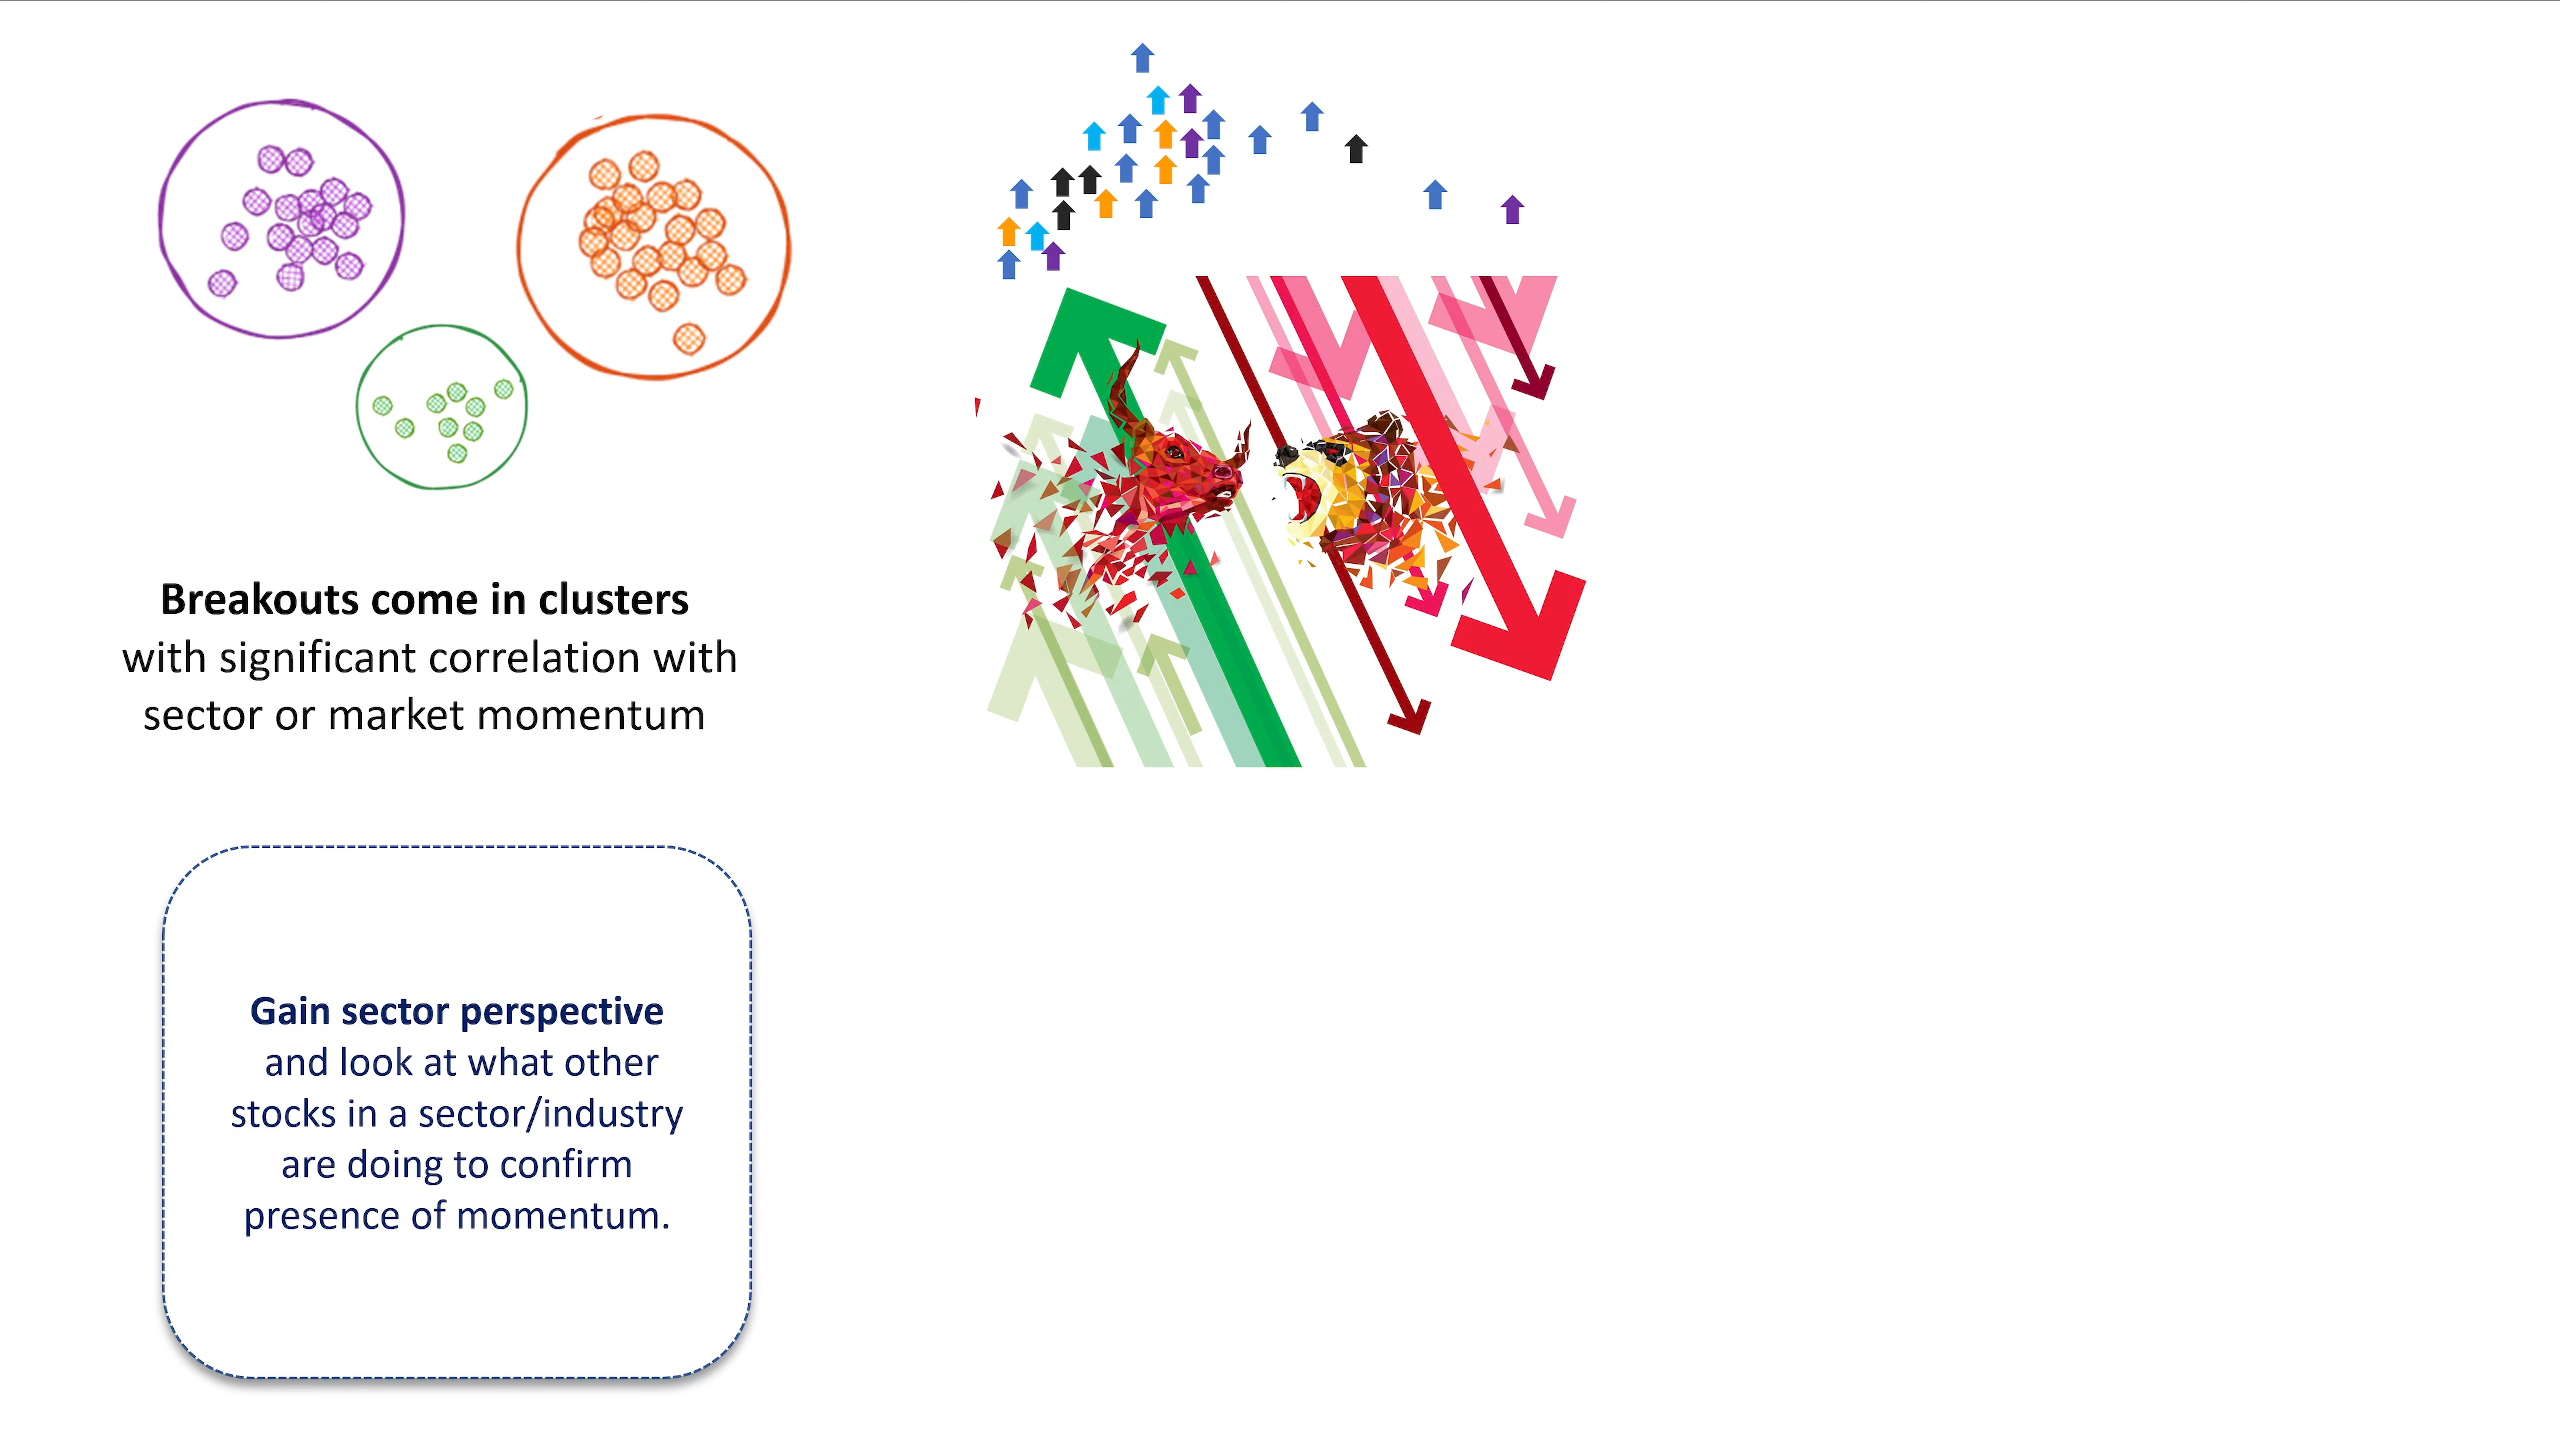 Breakouts come in clusters
with significant correlation with
sector or market momentum
Gain sector perspective
and look at what other
stocks in a sector/industry
are doing to confirm
presence of momentum.